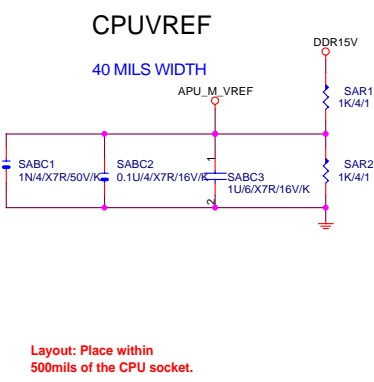 CPUVREF
DDR15V
40 MILS WIDTH
APU_M_VREF
SAR1
1K/4/1
1
SABC1
1N/4/X7R/50V/K
SABC2
0.1U/4/X7R/16V/K
SABC3
1U/6/X7R/16V/K
SAR2
1K/4/1
2
Layout: Place within
500mils of the CPU socket.